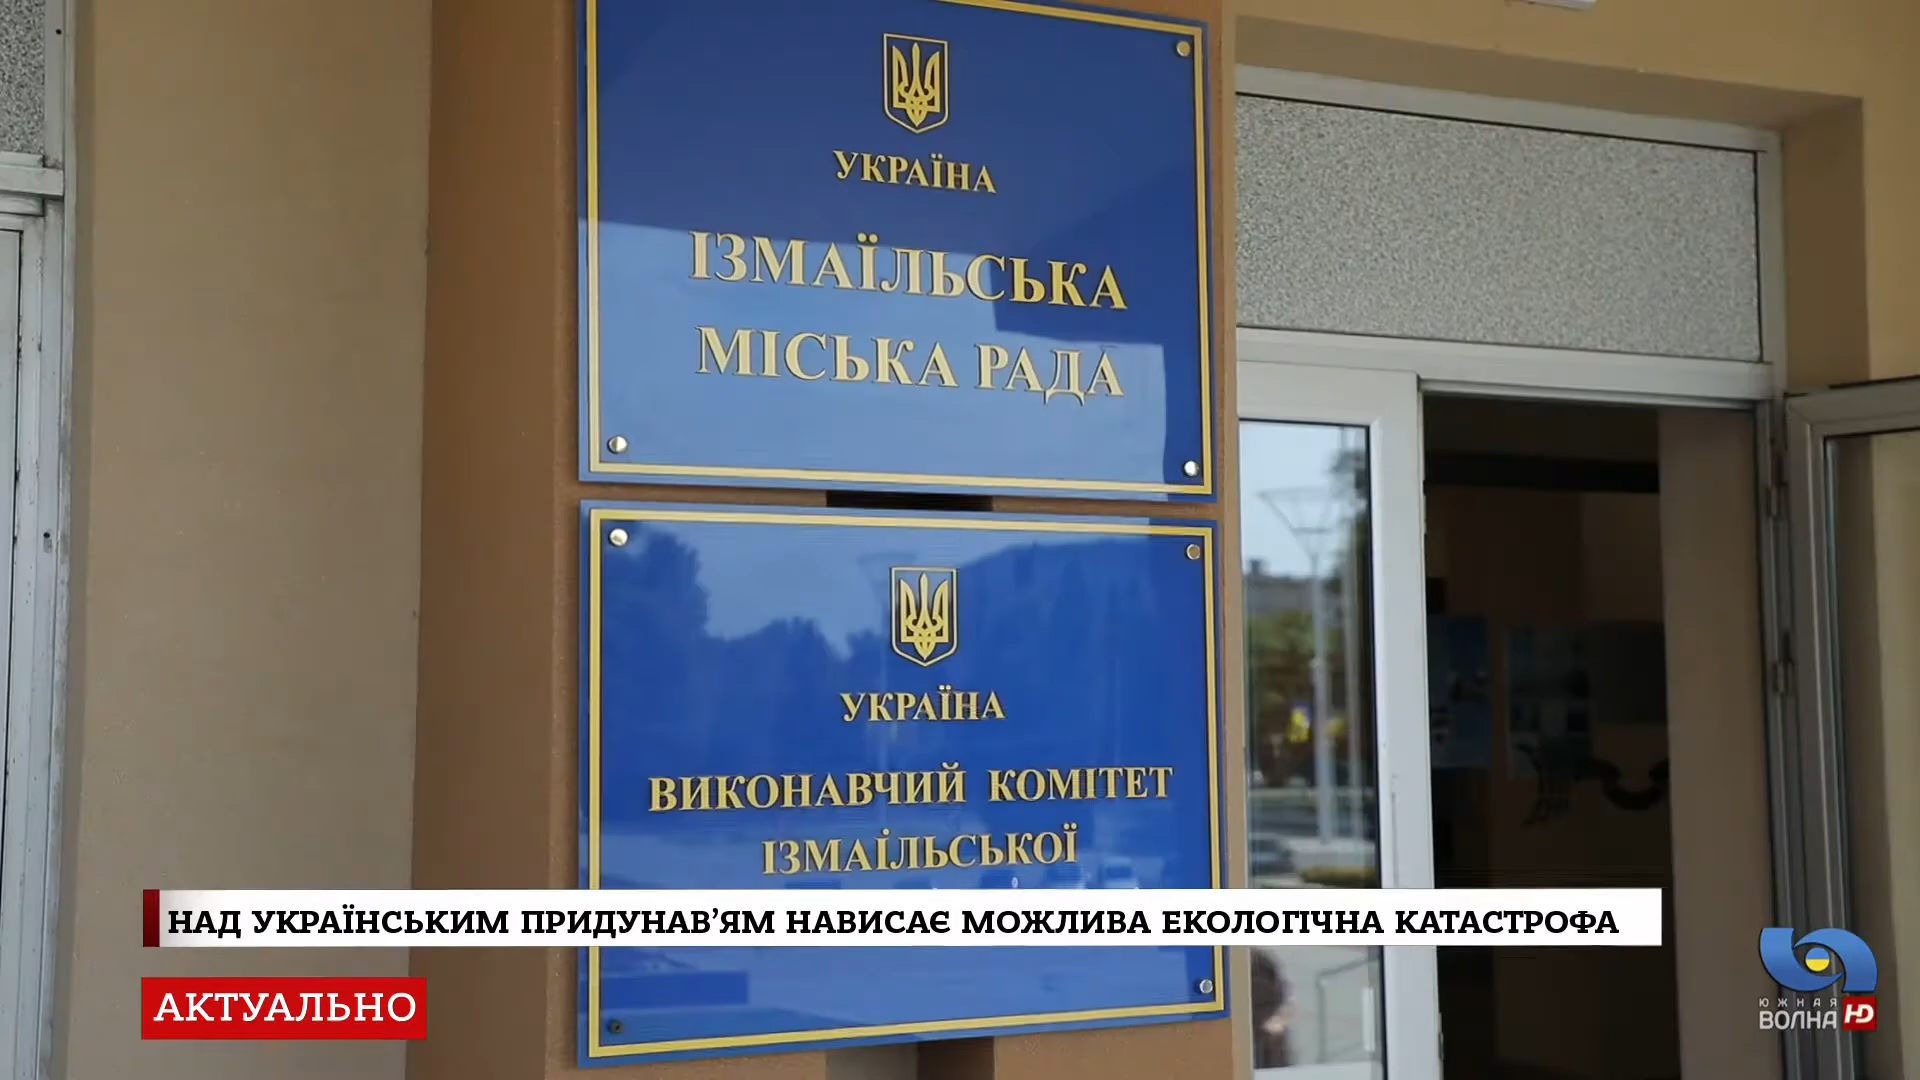 УКРАЇНА
ІЗМАЇЛЬСЬКА
МІСЬКА РАДА
УКРАЇНА
ВИКОНАВЧИЙ КОМІТЕТ
ІЗМАІЛЬСЬКОЇ
НАД УКРАЇНСЬКИМ ПРИДУНАВ’ЯМ НАВИСАЄ МОЖЛИВА ЕКОЛОГІЧНА КАТАСТРОФА
АКТУАЛЬНО
ЮЖНАЯ
ВОЛНА HD